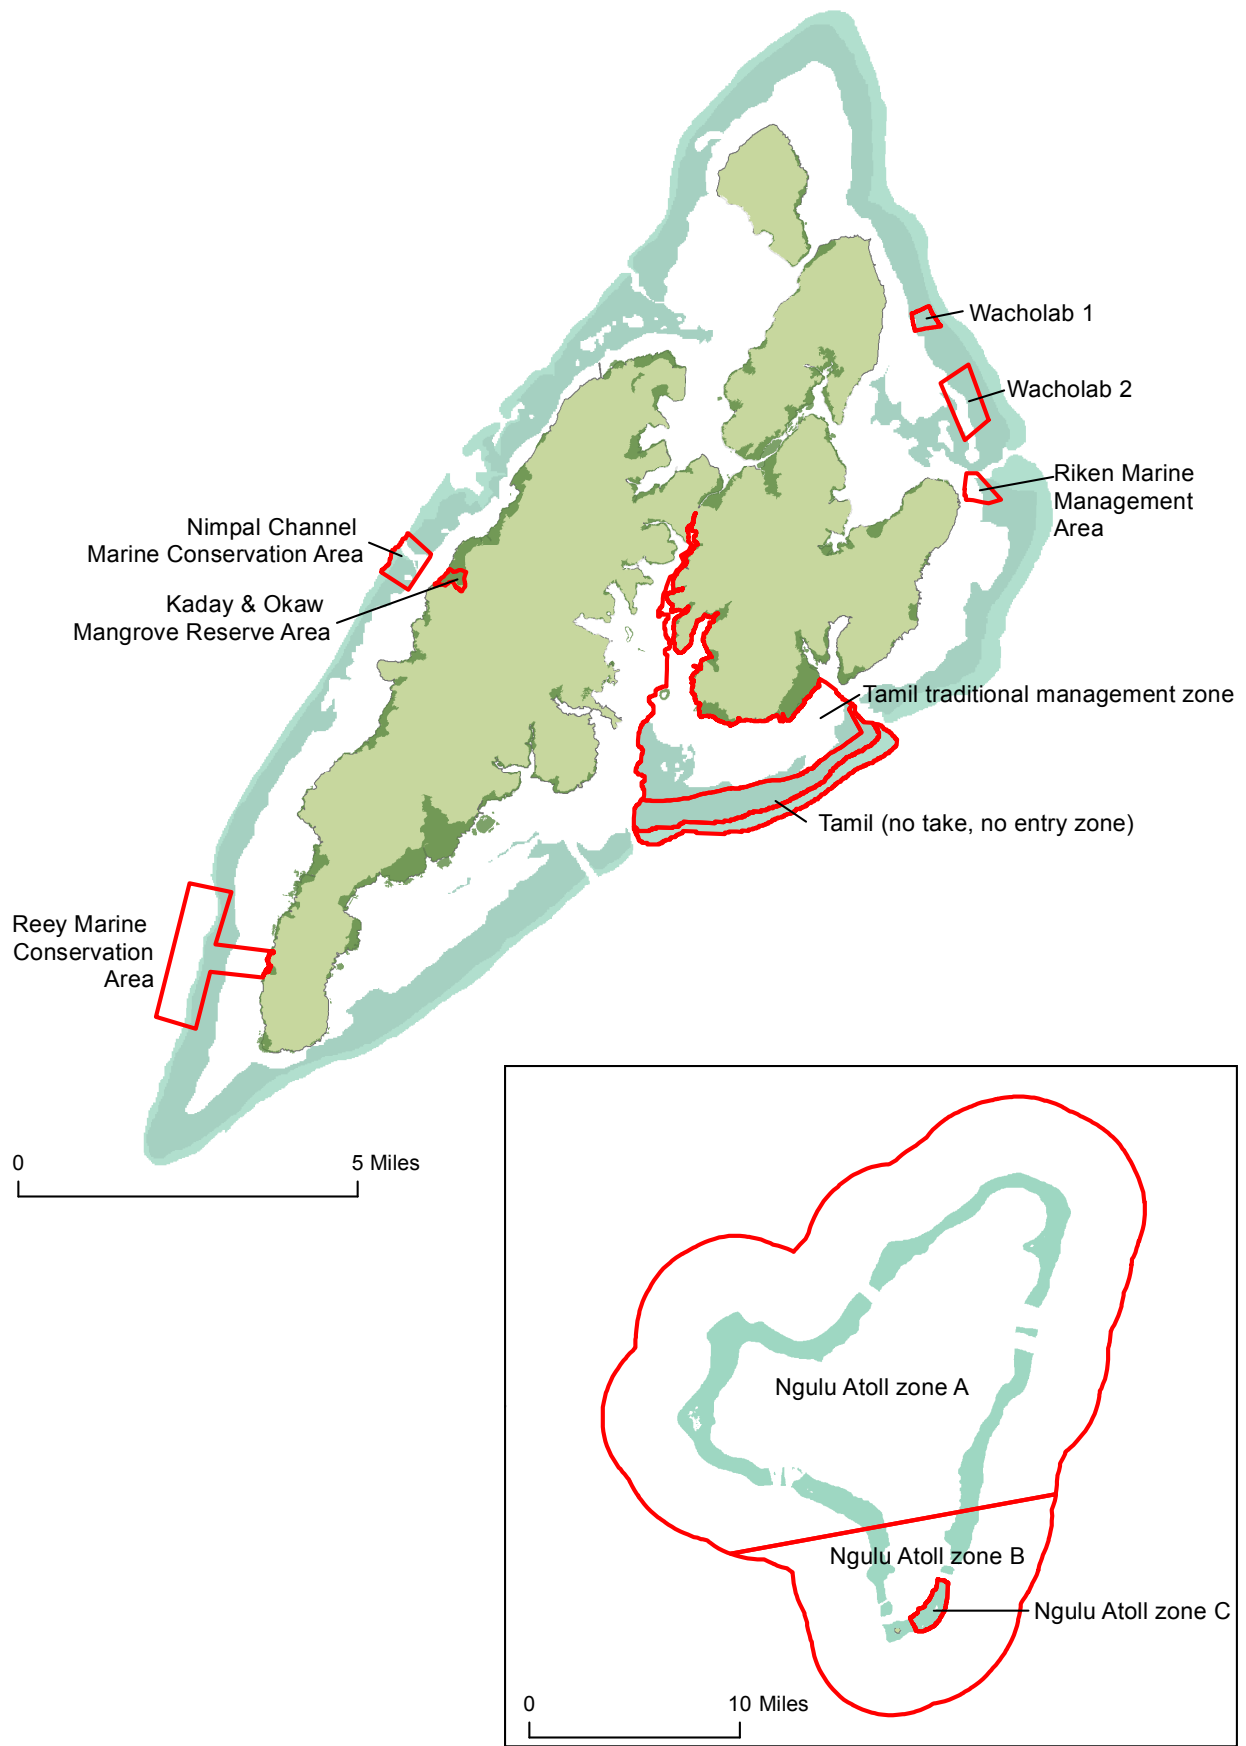 Wacholab 1
Wacholab 2
Riken Marine
Management
Area
Nimpal Channel
Marine Conservation Area
Kaday & Okaw
Mangrove Reserve Area
Tamil traditional management zone
Tamil (no take, no entry zone)
Reey Marine
Conservation
Area
0 5 Miles
Ngulu Atoll zone A
Ngulu Atoll zone B
Ngulu Atoll zone C
0 10 Miles